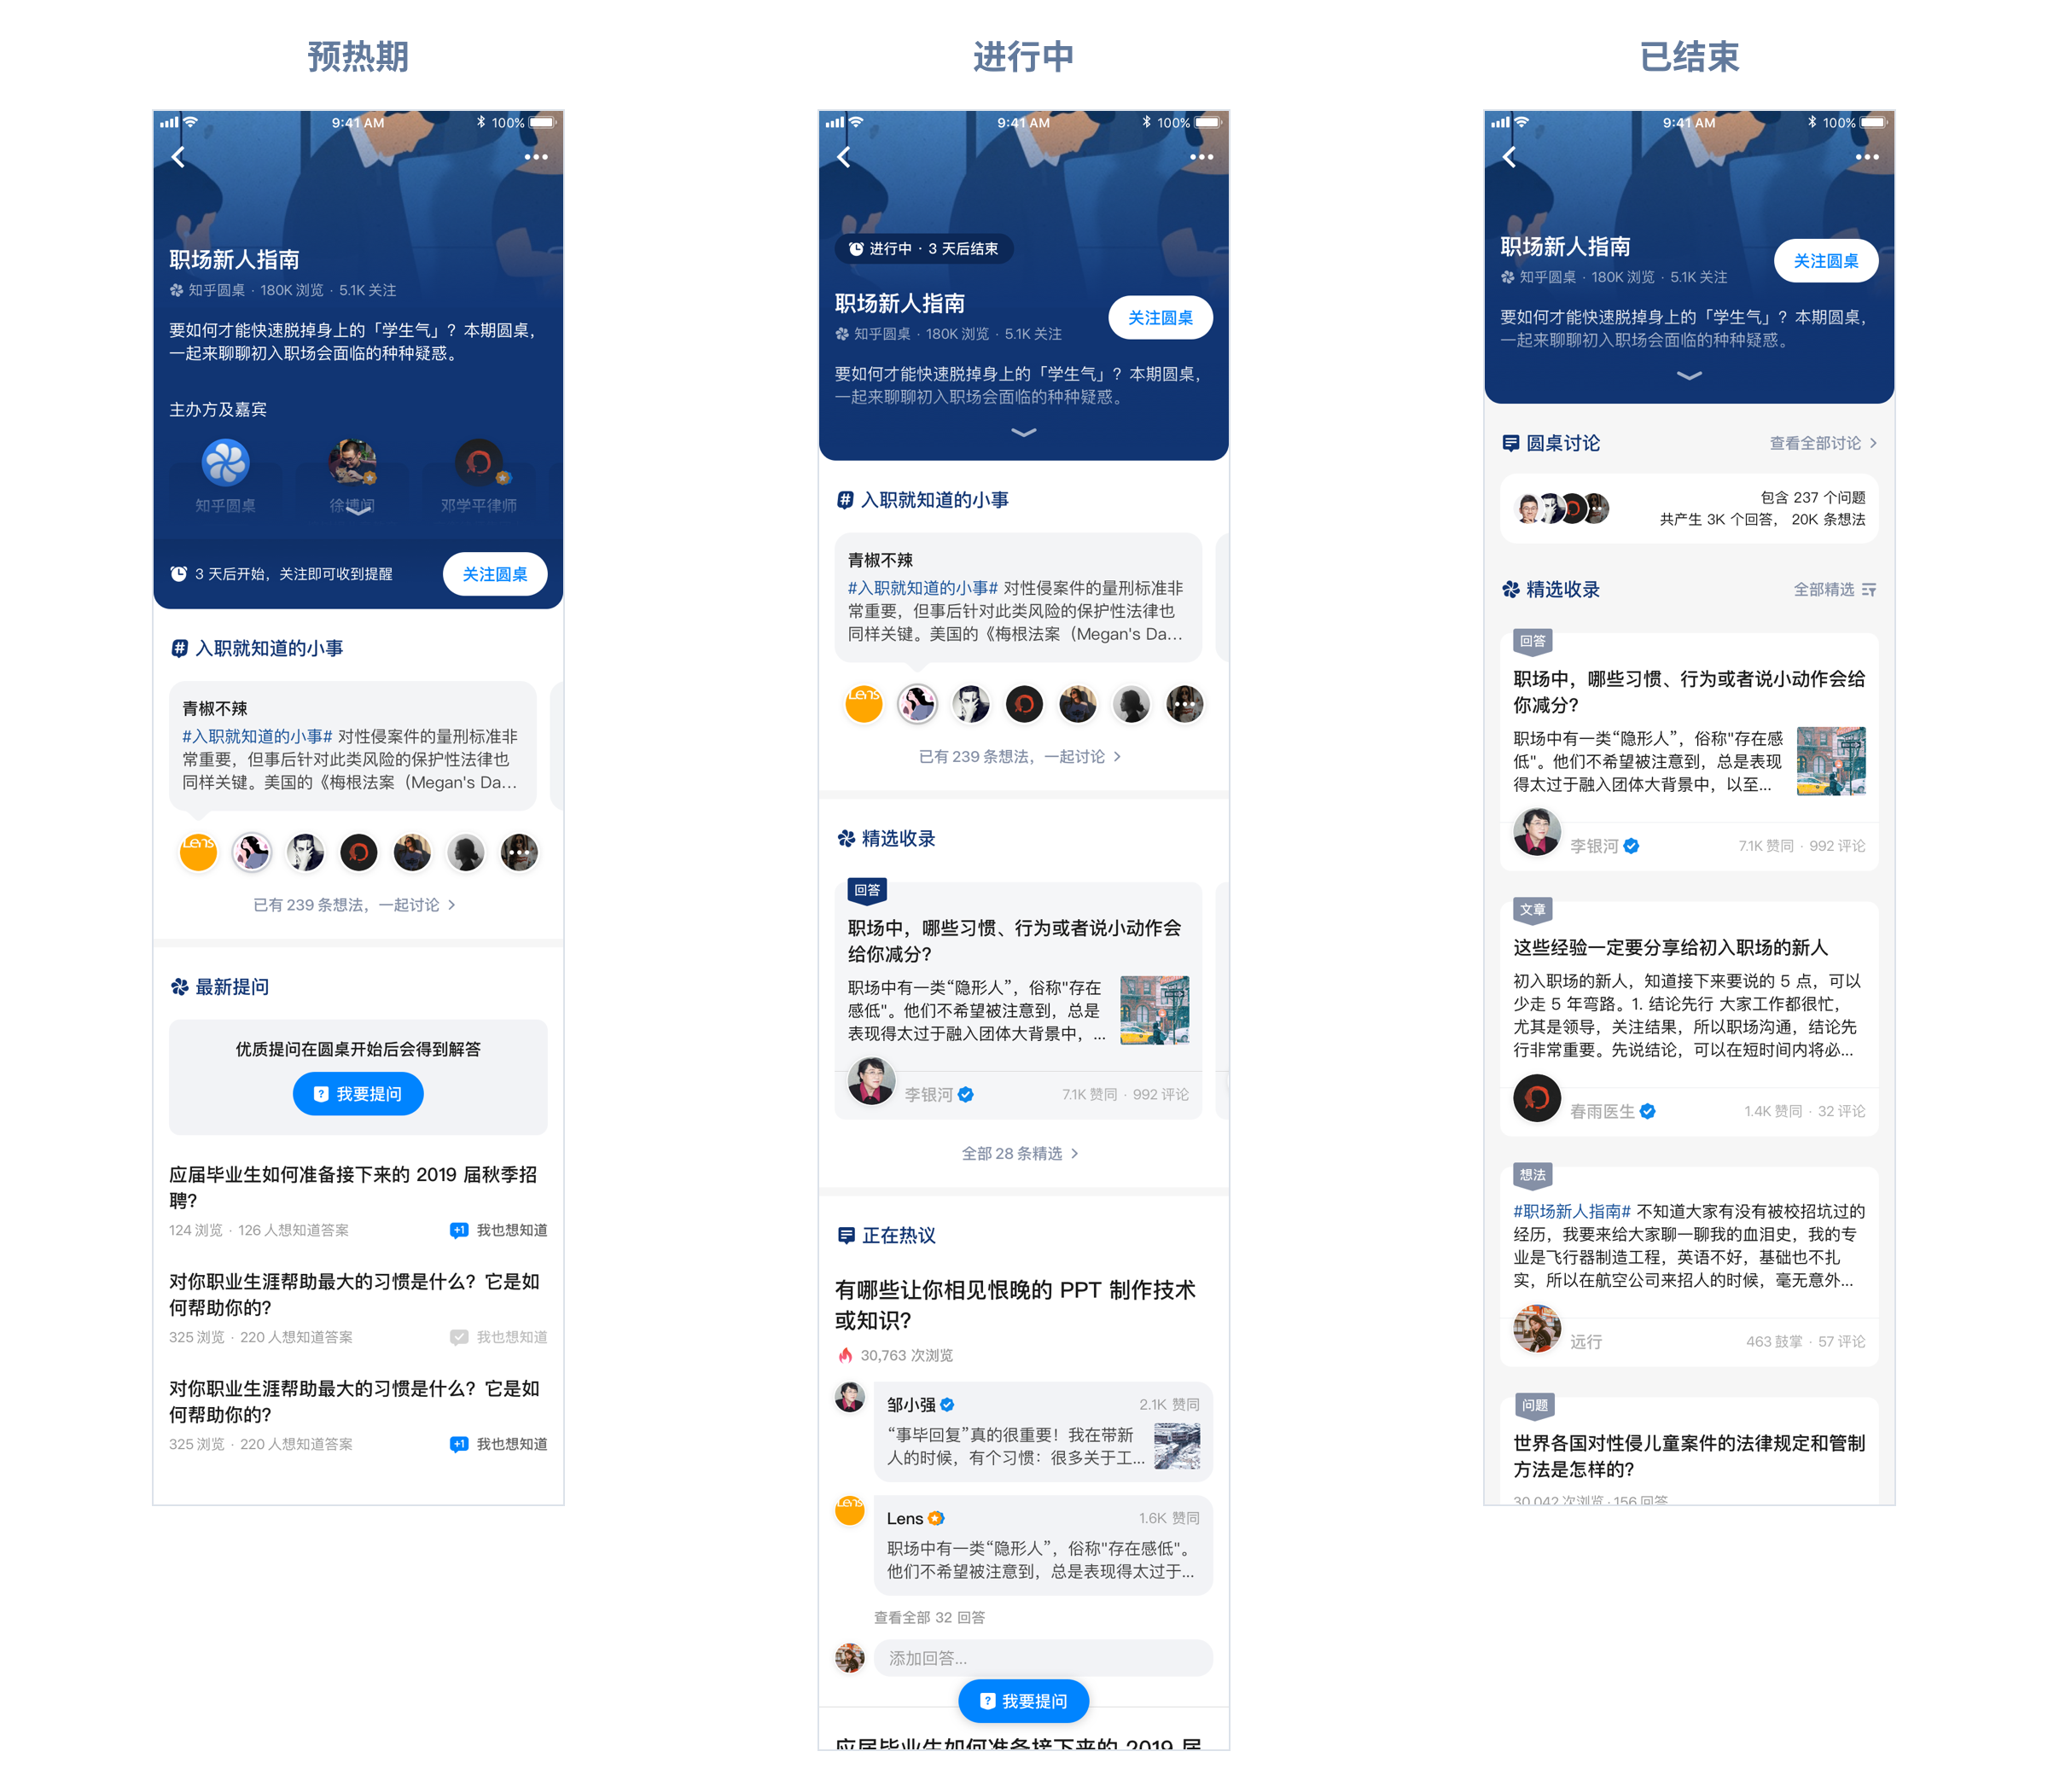 预热期
9:41 AM
100%
职场新人指南
知乎圆桌 · 180K 浏览 · 5.1K 关注
要如何才能快速脱掉身上的「学生气」？本期圆桌，
一起来聊聊初入职场会面临的种种疑惑。
主办方及嘉宾
知乎圆桌
徐博闻
邓学平律师
3 天后开始，关注即可收到提醒
关注圆桌
入职就知道的小事
青椒不辣
#入职就知道的小事# 对性侵案件的量刑标准非
常重要，但事后针对此类风险的保护性法律也
同样关键。美国的《梅根法案（Megan's Da...
Lens
已有 239 条想法，一起讨论
最新提问
优质提问在圆桌开始后会得到解答
我要提问
应届毕业生如何准备接下来的 2019 届秋季招
聘？
124 浏览 · 126 人想知道答案
+1 我也想知道
对你职业生涯帮助最大的习惯是什么？它是如
何帮助你的？
325 浏览 · 220 人想知道答案
我也想知道
对你职业生涯帮助最大的习惯是什么？它是如
何帮助你的？
325 浏览 · 220 人想知道答案
+1 我也想知道
进行中
9:41 AM
100%
进行中 · 3 天后结束
职场新人指南
知乎圆桌 · 180K 浏览 · 5.1K 关注
关注圆桌
要如何才能快速脱掉身上的「学生气」？本期圆桌，
一起来聊聊初入职场会面临的种种疑惑。
入职就知道的小事
青椒不辣
#入职就知道的小事# 对性侵案件的量刑标准非
常重要，但事后针对此类风险的保护性法律也
同样关键。美国的《梅根法案（Megan's Da...
Lens
已有 239 条想法，一起讨论
精选收录
回答
职场中，哪些习惯、行为或者说小动作会
给你减分？
职场中有一类“隐形人”，俗称"存在
感低"。他们不希望被注意到，总是
表现得太过于融入团体大背景中，...
李银河
7.1K 赞同 · 992 评论
全部 28 条精选
正在热议
有哪些让你相见恨晚的 PPT 制作技术
或知识？
30,763 次浏览
邹小强
2.1K 赞同
“事毕回复”真的很重要！我在带新
人的时候，有个习惯：很多关于工...
Lens
Lens
1.6K 赞同
职场中有一类“隐形人”，俗称"存在感低"。
他们不希望被注意到，总是表现得太过于...
查看全部 32 回答
添加回答...
我要提问
应届毕业生如何准备接下来的 2019 届
已结束
9:41 AM
100%
职场新人指南
知乎圆桌 · 180K 浏览 · 5.1K 关注
关注圆桌
要如何才能快速脱掉身上的「学生气」？本期圆桌，
一起来聊聊初入职场会面临的种种疑惑。
圆桌讨论
查看全部讨论
包含 237 个问题
共产生 3K 个回答， 20K 条想法
精选收录
全部精选
回答
职场中，哪些习惯、行为或者说小动作会给
你减分？
职场中有一类“隐形人”，俗称"存在感
低"。他们不希望被注意到，总是表现
得太过于融入团体大背景中，以至...
李银河
7.1K 赞同 · 992 评论
文章
这些经验一定要分享给初入职场的新人
初入职场的新人，知道接下来要说的 5 点，可以
少走 5 年弯路。1. 结论先行 大家工作都很忙，
尤其是领导，关注结果，所以职场沟通，结论先
行非常重要。先说结论，可以在短时间内将必...
春雨医生
1.4K 赞同 · 32 评论
想法
#职场新人指南# 不知道大家有没有被校招坑过的
经历，我要来给大家聊一聊我的血泪史，我的专
业是飞行器制造工程，英语不好，基础也不扎
实，所以在航空公司来招人的时候，毫无意外...
远行
463 鼓掌 · 57 评论
问题
世界各国对性侵儿童案件的法律规定和管制
方法是怎样的？
30,042 次浏览 · 156 回答